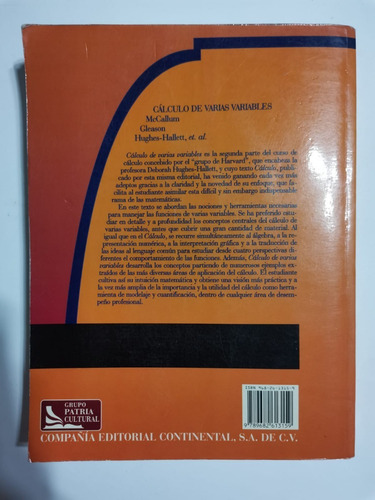 CÁLCULO DE VARIAS VARIABLES
McCallum
Gleason
Hughes-Hallett, et. al.
Cálculo de varias variables es la segunda parte del curso de
cálculo concebido por el "grupo de Harvard", que encabeza la
profesora Deborah Hughes-Hallett, y cuyo texto Cálculo, publi-
cado por esta misma editorial, ha venido ganando cada vez más
adeptos gracias a la claridad y la novedad de su enfoque, que fa-
cilita al estudiante asimilar esta difícil y sin embargo indispensable
rama de las matemáticas.
En este texto se abordan las nociones y herramientas necesarias
para manejar las funciones de varias variables. Se ha preferido situar
en detalle y a profundidad los conceptos centrales del cálculo de
varias variables, antes que cubrir una gran cantidad de material. Al
igual que en el Cálculo, se recurre simultáneamente al álgebra, a la re-
presentación numérica, a la interpretación gráfica y a la traducción de
las ideas al lenguaje común para estudiar desde cuatro perspectivas di-
ferentes el comportamiento de las funciones. Además, Cálculo de varias
variables desarrolla los conceptos partiendo de numerosos ejemplos ex-
traídos de las más diversas áreas de aplicación del cálculo. El estudiante
cultiva así su intuición matemática y obtiene una visión más práctica y a
la vez más amplia de la importancia y la utilidad del cálculo como herra-
mienta de modelaje y cuantificación, dentro de cualquier área de desem-
peño profesional.
ISBN 968-26-1315-9
9 789682 613159
GRUPO
PATRIA
CULTURAL
COMPAÑÍA EDITORIAL CONTINENTAL, S.A. DE C.V.